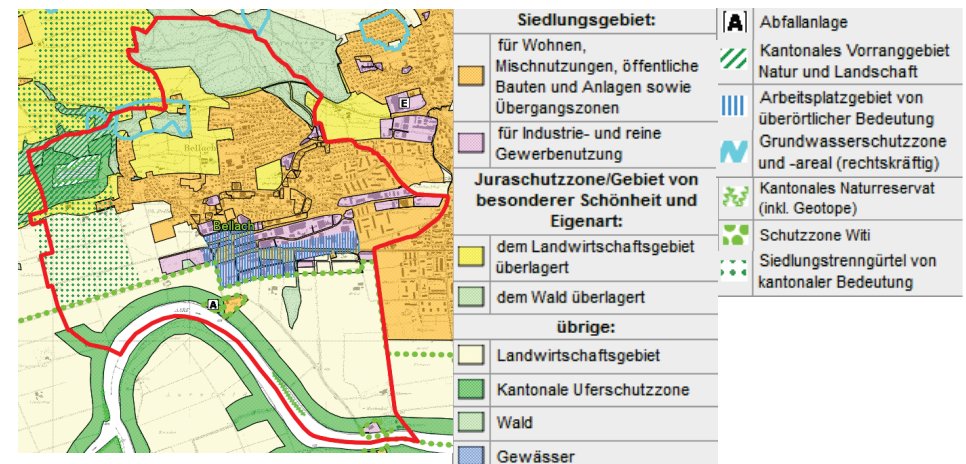 Bellach
E
Bellach
A
Siedlungsgebiet:
für Wohnen,
Mischnutzungen, öffentliche
Bauten und Anlagen sowie
Übergangszonen
für Industrie- und reine
Gewerbenutzung
Juraschutzzone/Gebiet von
besonderer Schönheit und
Eigenart:
dem Landwirtschaftsgebiet
überlagert
dem Wald überlagert
übrige:
Landwirtschaftsgebiet
Kantonale Uferschutzzone
Wald
Gewässer
A Abfallanlage
Kantonales Vorranggebiet
Natur und Landschaft
Arbeitsplatzgebiet von
überörtlicher Bedeutung
Grundwasserschutzzone
und -areal (rechtskräftig)
Kantonales Naturreservat
(inkl. Geotope)
Schutzzone Witi
Siedlungstrenngürtel von
kantonaler Bedeutung